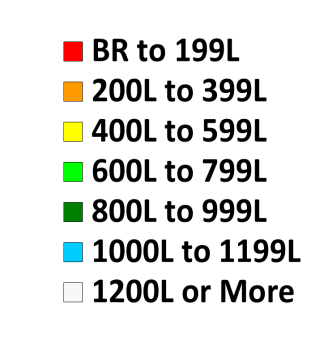 BR to 199L
200L to 399L
400L to 599L
600L to 799L
800L to 999L
1000L to 1199L
1200L or More